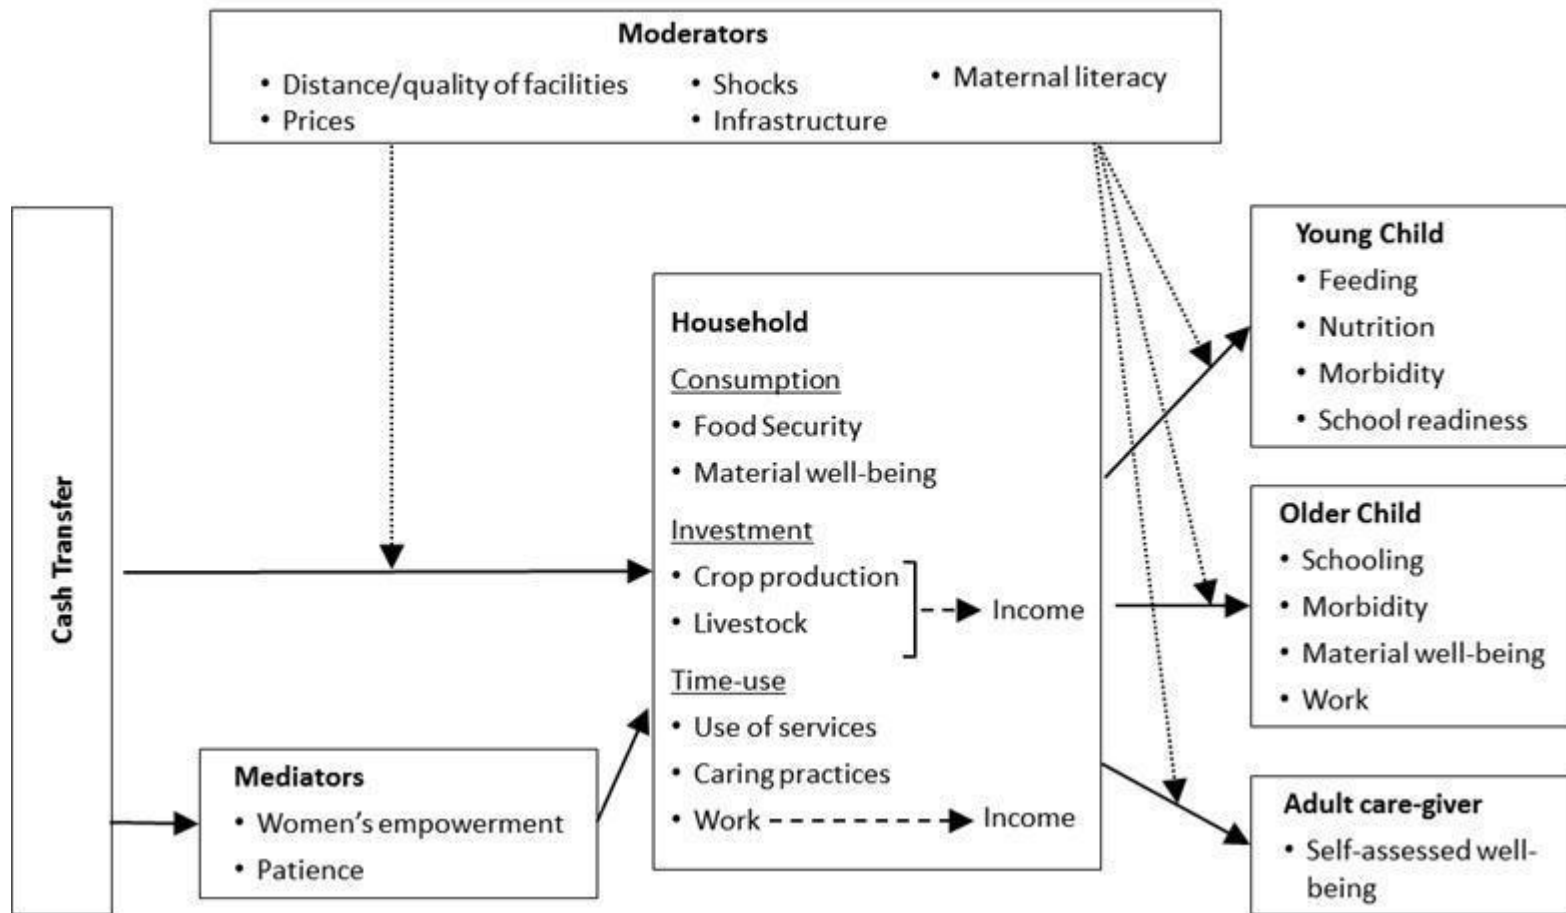 Moderators
• Distance/quality of facilities
• Prices
• Shocks
• Infrastructure
• Maternal literacy
Cash Transfer
Mediators
• Women's empowerment
• Patience
Household
Consumption
• Food Security
• Material well-being
Investment
• Crop production
• Livestock
Income
Time-use
• Use of services
• Caring practices
• Work
Income
Young Child
• Feeding
• Nutrition
• Morbidity
• School readiness
Older Child
• Schooling
• Morbidity
• Material well-being
• Work
Adult care-giver
• Self-assessed well-
being